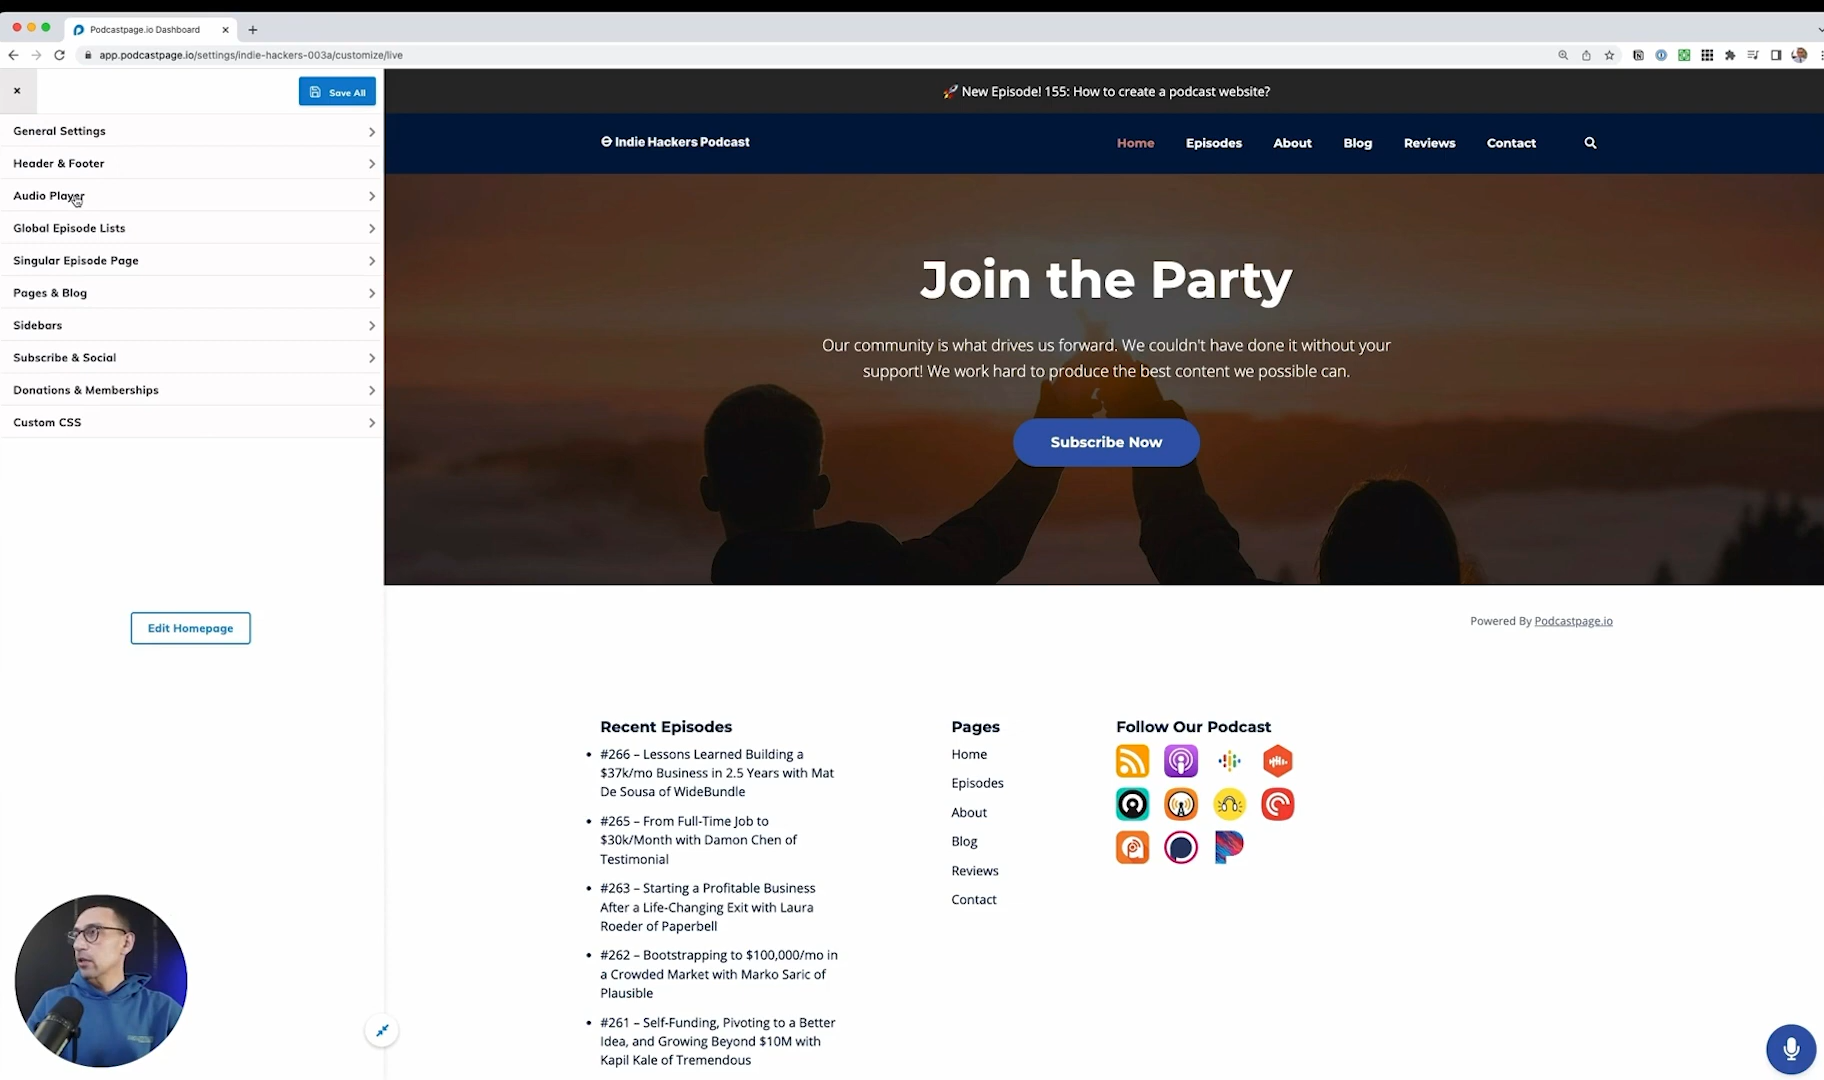 Podcastpage.io Dashboard
app.podcastpage.io/settings/indie-hackers-003a/customize/live
Save All
General Settings
Header & Footer
Audio Player
Global Episode Lists
Singular Episode Page
Pages & Blog
Sidebars
Subscribe & Social
Donations & Memberships
Custom CSS
Edit Homepage
🚀 New Episode! 155: How to create a podcast website?
Indie Hackers Podcast
Home
Episodes
About
Blog
Reviews
Contact
Join the Party
Our community is what drives us forward. We couldn't have done it without your
support! We work hard to produce the best content we possible can.
Subscribe Now
Powered By Podcastpage.io
Recent Episodes
#266 – Lessons Learned Building a
$37k/mo Business in 2.5 Years with Mat
De Sousa of WideBundle
#265 – From Full-Time Job to
$30k/Month with Damon Chen of
Testimonial
#263 – Starting a Profitable Business
After a Life-Changing Exit with Laura
Roeder of Paperbell
#262 – Bootstrapping to $100,000/mo in
a Crowded Market with Marko Saric of
Plausible
#261 – Self-Funding, Pivoting to a Better
Idea, and Growing Beyond $10M with
Kapil Kale of Tremendous
Pages
Home
Episodes
About
Blog
Reviews
Contact
Follow Our Podcast